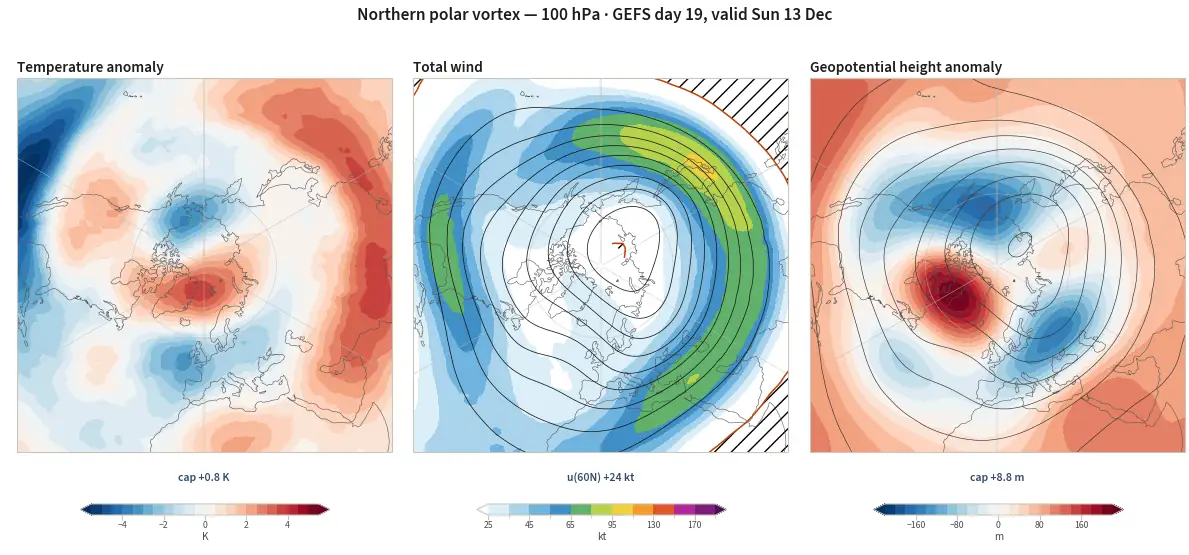 Northern polar vortex — 100 hPa · GEFS day 19, valid Sun 13 Dec
Temperature anomaly
Total wind
Geopotential height anomaly
cap +0.8 K
u(60N) +24 kt
cap +8.8 m
−4 −2 0 2 4
K
25 45 65 95 130 170
kt
−160 −80 0 80 160
m